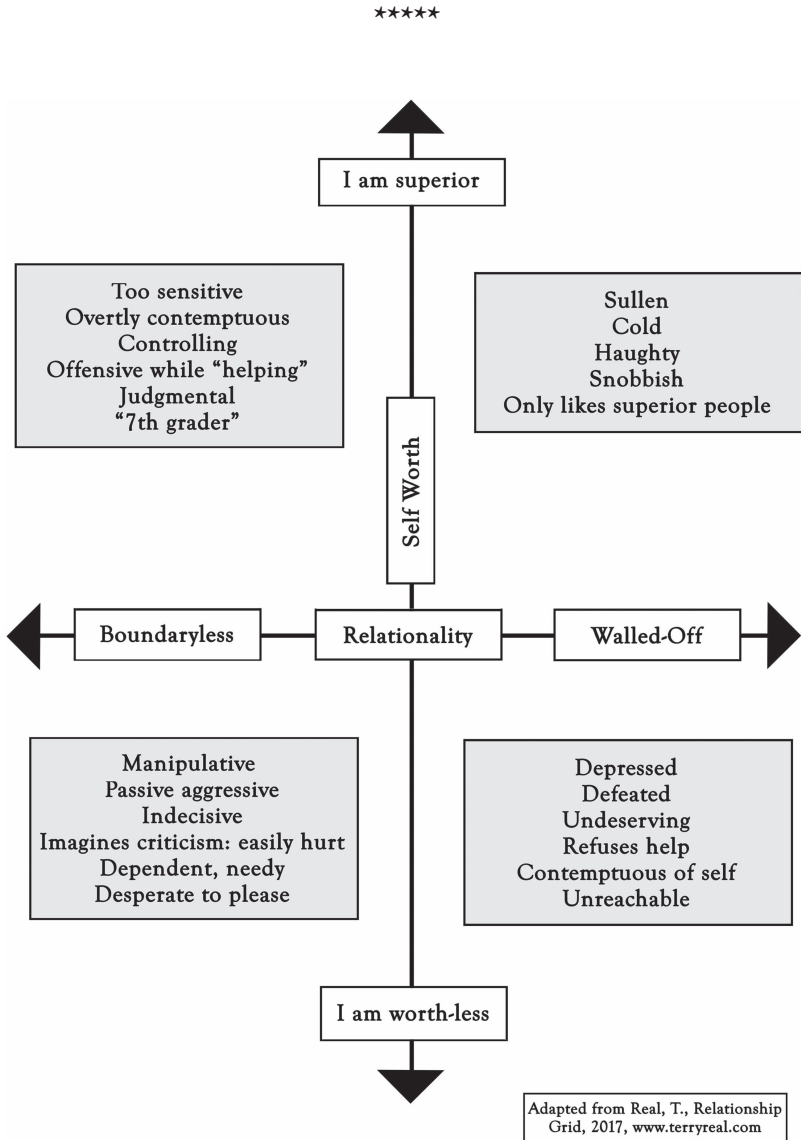 *****
I am superior
Too sensitive
Overtly contemptuous
Controlling
Offensive while “helping”
Judgmental
“7th grader”
Sullen
Cold
Haughty
Snobbish
Only likes superior people
Self Worth
Boundaryless
Relationality
Walled-Off
Manipulative
Passive aggressive
Indecisive
Imagines criticism: easily hurt
Dependent, needy
Desperate to please
Depressed
Defeated
Undeserving
Refuses help
Contemptuous of self
Unreachable
I am worth-less
Adapted from Real, T., Relationship
Grid, 2017, www.terryreal.com